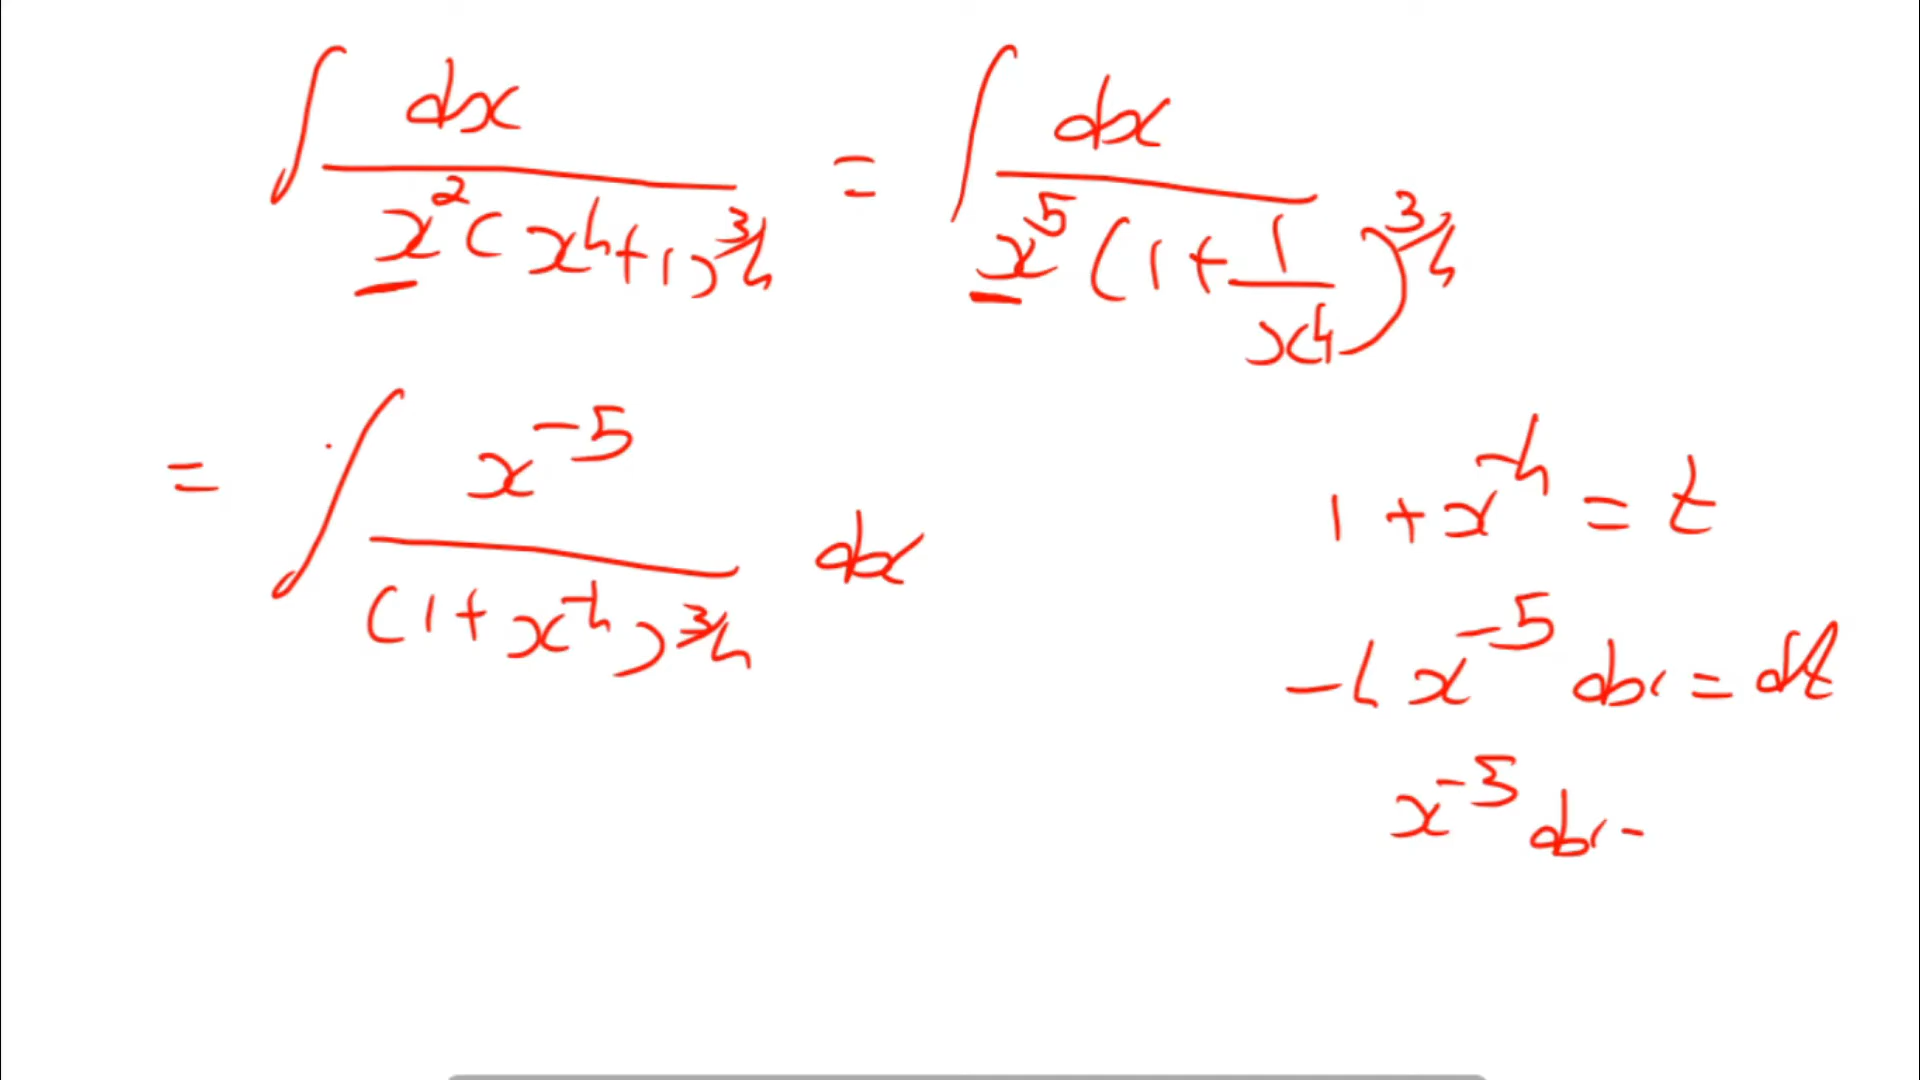 ∫ dx / x²(x⁴+1)^3/4 = ∫ dx / x⁵(1 + 1/x⁴)^3/4
= ∫ x⁻⁵ / (1+x⁻⁴)^3/4 dx
1 + x⁻⁴ = t
-4x⁻⁵ dx = dt
x⁻⁵ dx -